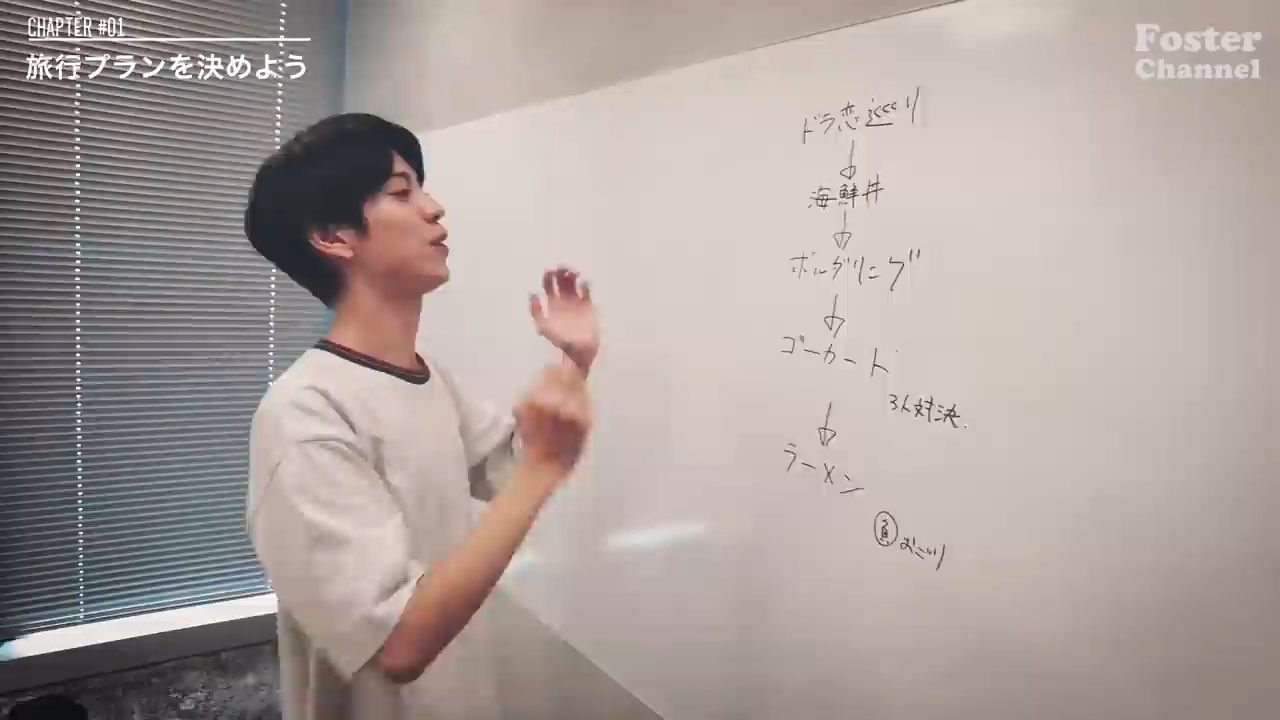 CHAPTER #01
旅行プランを決めよう
Foster
Channel
ドラ恋巡り
海鮮丼
ボルダリング
ゴーカート
3人対決
ラーメン
負 おごり